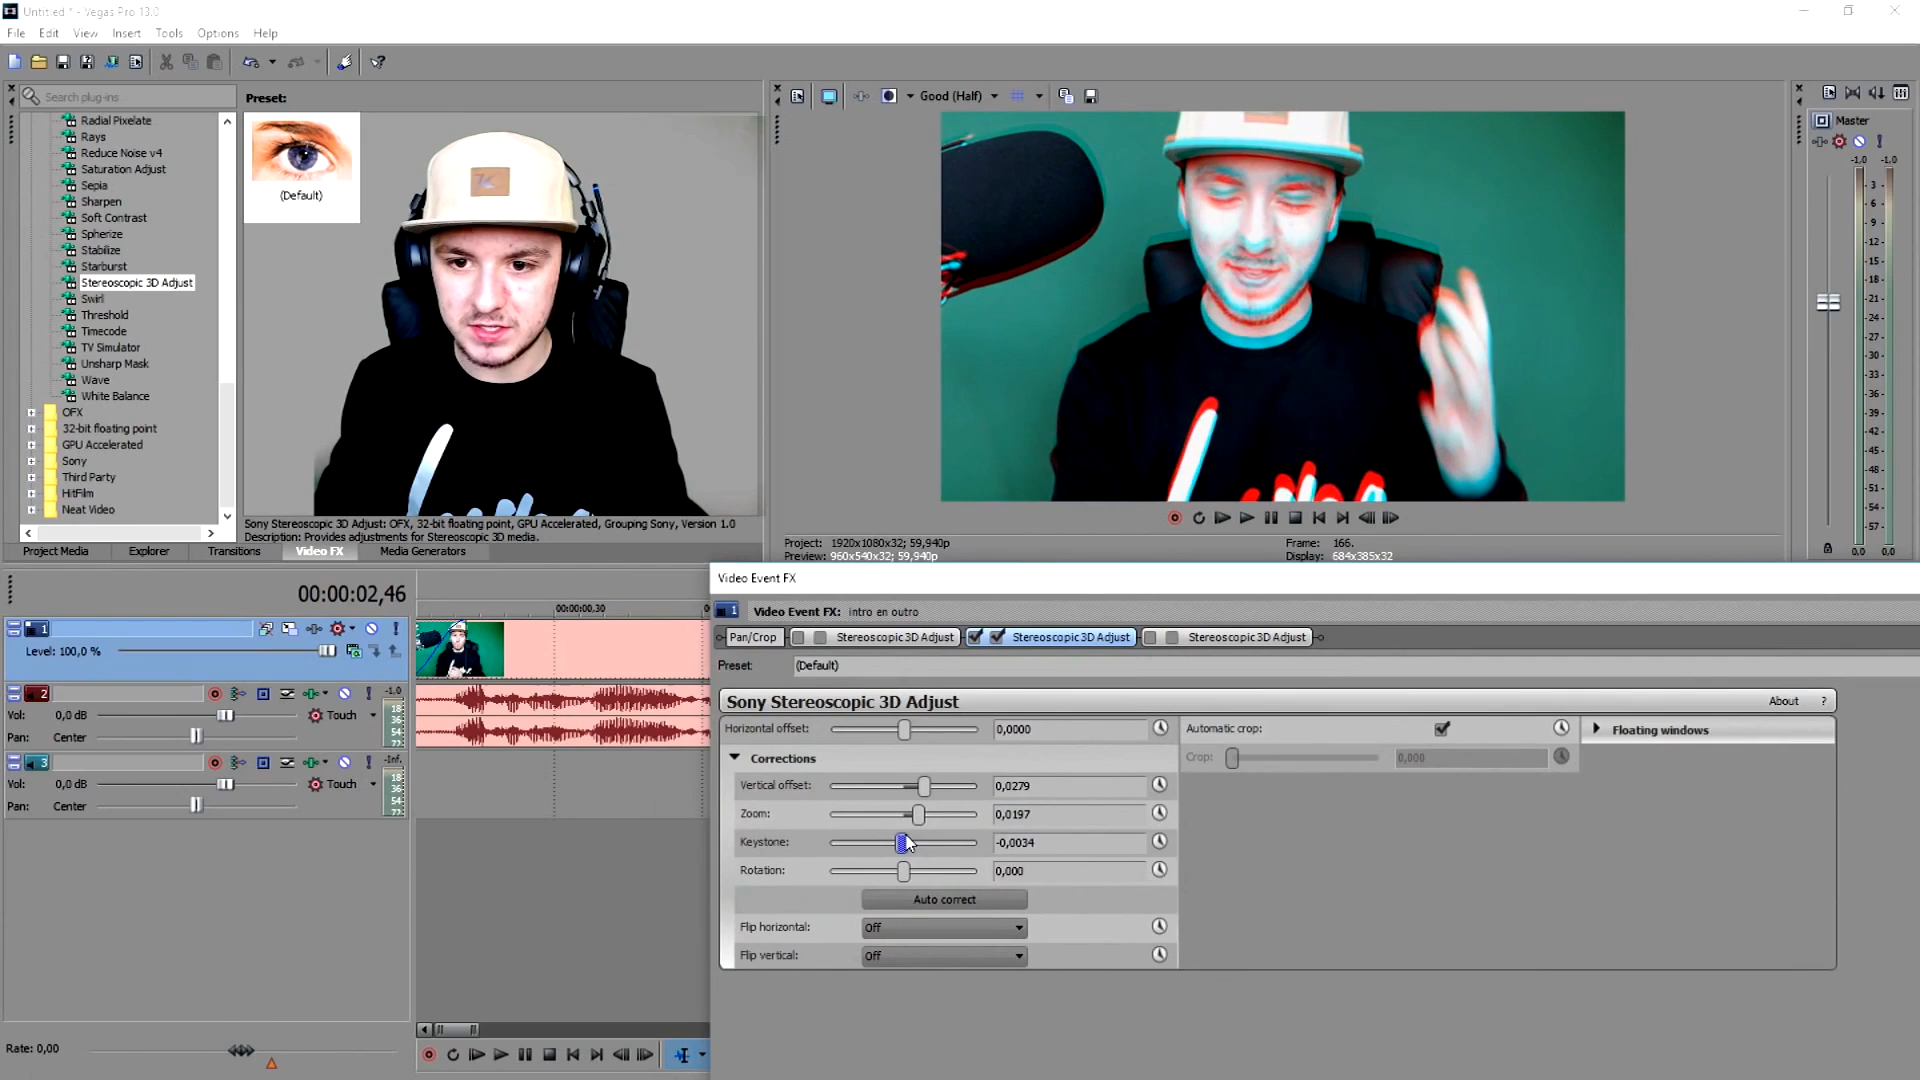 Untitled * - Vegas Pro 13.0
File Edit View Insert Tools Options Help
Search plug-ins
Preset:
Good (Half)
Master
Radial Pixelate
Rays
Reduce Noise v4
Saturation Adjust
Sepia
Sharpen
Soft Contrast
Spherize
Stabilize
Starburst
Stereoscopic 3D Adjust
Swirl
Threshold
Timecode
TV Simulator
Unsharp Mask
Wave
White Balance
OFX
32-bit floating point
GPU Accelerated
Sony
Third Party
HitFilm
Neat Video
(Default)
Sony Stereoscopic 3D Adjust: OFX, 32-bit floating point, GPU Accelerated, Grouping Sony, Version 1.0
Description: Provides adjustments for Stereoscopic 3D media.
Project Media Explorer Transitions Video FX Media Generators
Project: 1920x1080x32; 59,940p
Preview: 960x540x32; 59,940p
Frame: 166.
Display: 684x385x32
-1.0 -1.0
3
6
9
-12-
-15-
-18-
-21-
-24-
-27-
-30-
-33-
-36-
-39-
-42-
-45-
-48-
-51-
-54-
-57-
0.0 0.0
00:00:02,46
00:00:00,30
1
Level: 100,0 %
2
-1.0
Vol: 0,0 dB Touch
Pan: Center
18
36
54
3
-Inf.
Vol: 0,0 dB Touch
Pan: Center
18
36
54
Rate: 0,00
Video Event FX
1 Video Event FX: intro en outro
Pan/Crop Stereoscopic 3D Adjust Stereoscopic 3D Adjust Stereoscopic 3D Adjust
Preset: (Default)
Sony Stereoscopic 3D Adjust About ?
Horizontal offset: 0,0000
Corrections
Vertical offset: 0,0279
Zoom: 0,0197
Keystone: -0,0034
Rotation: 0,000
Auto correct
Flip horizontal: Off
Flip vertical: Off
Automatic crop:
Crop: 0,000
Floating windows